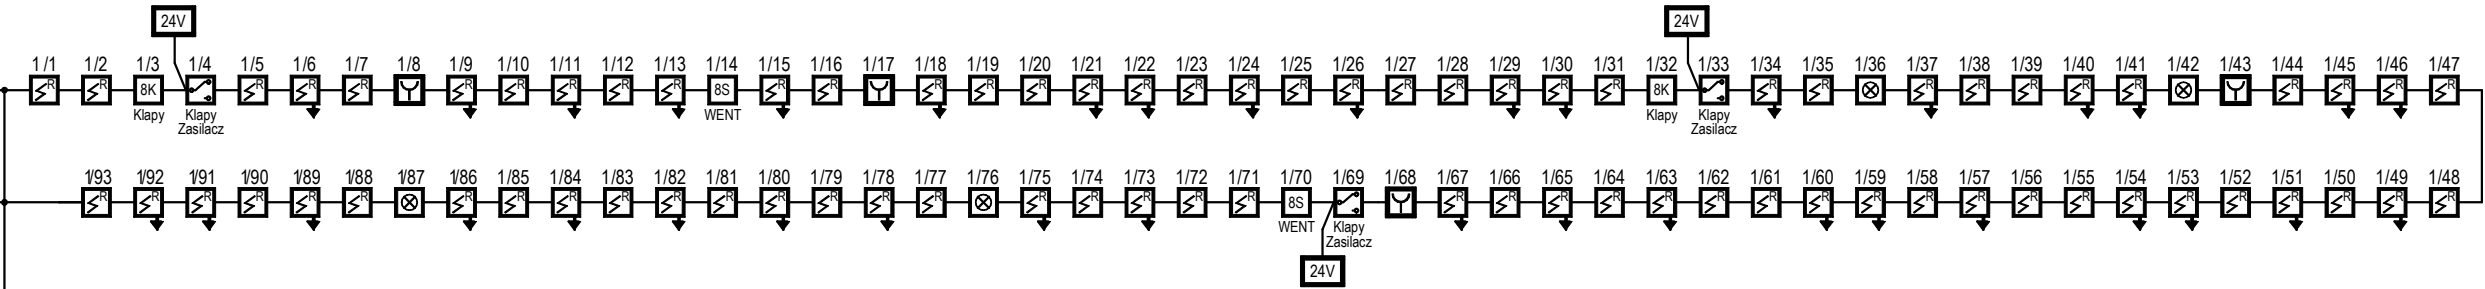 24V 24V
1/1 1/2 1/3 1/4 1/5 1/6 1/7 1/8 1/9 1/10 1/11 1/12 1/13 1/14 1/15 1/16 1/17 1/18 1/19 1/20 1/21 1/22 1/23 1/24 1/25 1/26 1/27 1/28 1/29 1/30 1/31 1/32 1/33 1/34 1/35 1/36 1/37 1/38 1/39 1/40 1/41 1/42 1/43 1/44 1/45 1/46 1/47
R R 8K R R R R R R R R 8S R R R R R R R R R R R R R R R R R 8K R R R R R R R R R R R
Klapy Klapy WENT Klapy Klapy
Zasilacz Zasilacz
1/93 1/92 1/91 1/90 1/89 1/88 1/87 1/86 1/85 1/84 1/83 1/82 1/81 1/80 1/79 1/78 1/77 1/76 1/75 1/74 1/73 1/72 1/71 1/70 1/69 1/68 1/67 1/66 1/65 1/64 1/63 1/62 1/61 1/60 1/59 1/58 1/57 1/56 1/55 1/54 1/53 1/52 1/51 1/50 1/49 1/48
R R R R R R R R R R R R R R R R R R R R R 8S R R R R R R R R R R R R R R R R R R R R
WENT Klapy
Zasilacz
24V